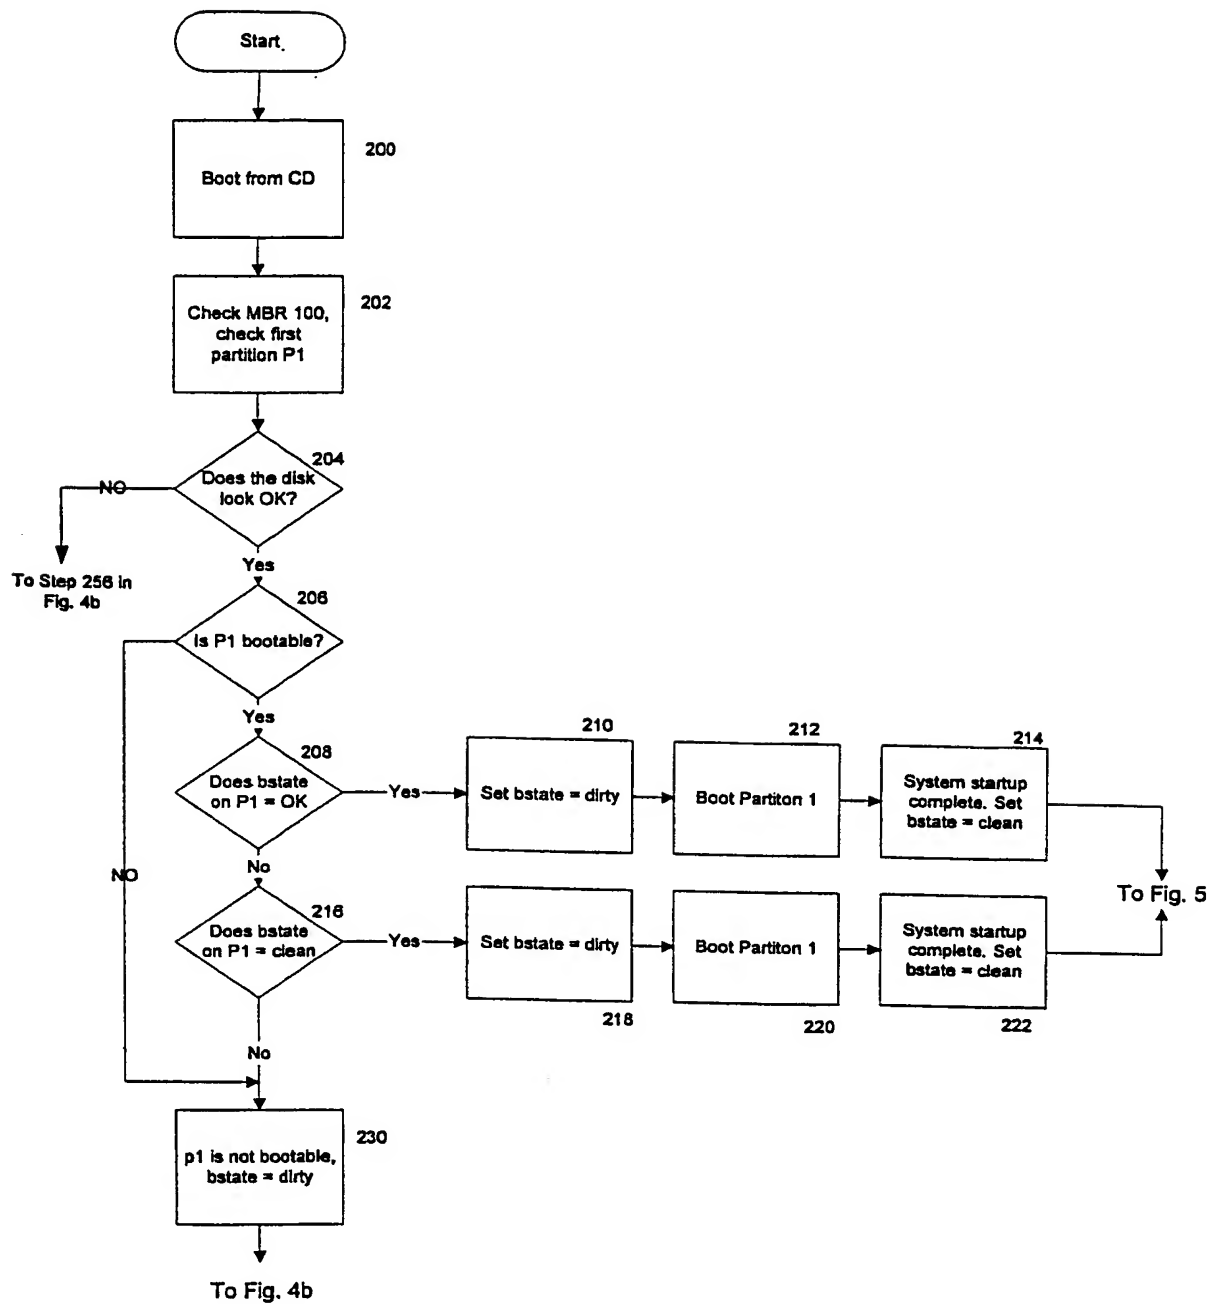 Start
200
Boot from CD
202
Check MBR 100,
check first
partition P1
204
Does the disk
look OK?
NO
To Step 256 in
Fig. 4b
Yes
206
Is P1 bootable?
NO
Yes
208
Does bstate
on P1 = OK
Yes
210
Set bstate = dirty
212
Boot Partiton 1
214
System startup
complete. Set
bstate = clean
To Fig. 5
No
216
Does bstate
on P1 = clean
Yes
Set bstate = dirty
218
Boot Partiton 1
220
System startup
complete. Set
bstate = clean
222
No
230
p1 is not bootable,
bstate = dirty
To Fig. 4b